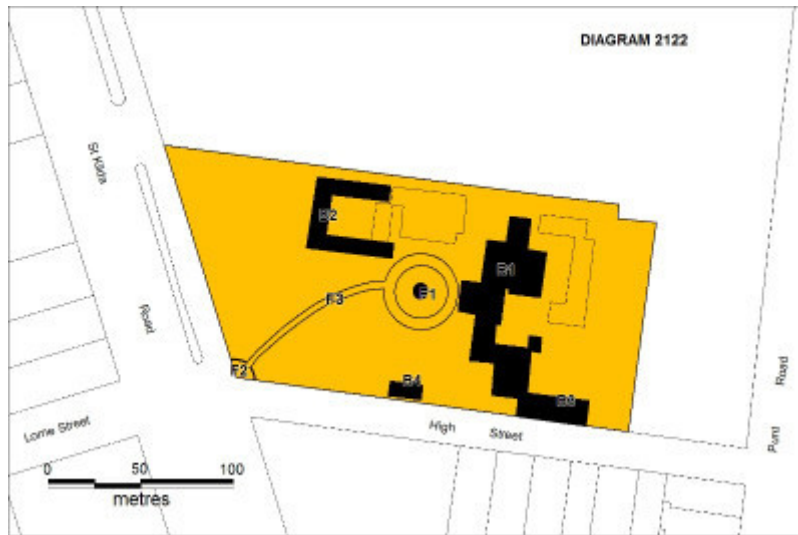 DIAGRAM 2122
St Kilda
Road
B2
B1
F1
F3
F2
B4
B3
High Street
Lorne Street
Punt Road
0 50 100
metres